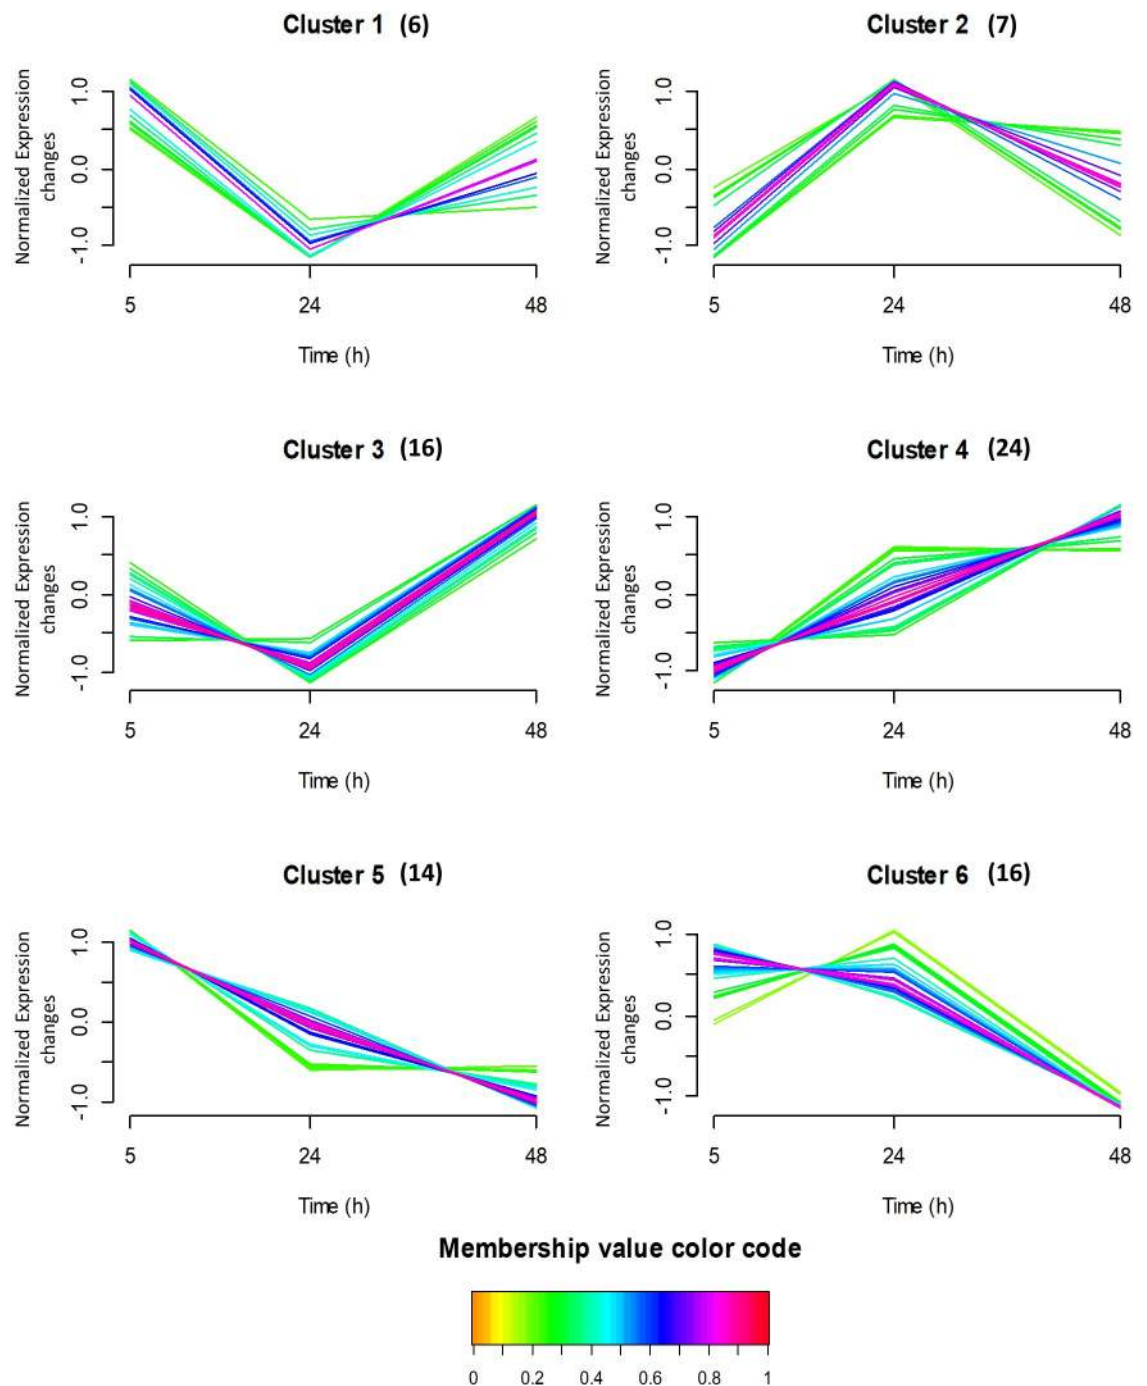 Cluster 1 (6)
Normalized Expression
changes
1.0
0.0
-1.0
5 24 48
Time (h)
Cluster 2 (7)
Normalized Expression
changes
1.0
0.0
-1.0
5 24 48
Time (h)
Cluster 3 (16)
Normalized Expression
changes
1.0
0.0
-1.0
5 24 48
Time (h)
Cluster 4 (24)
Normalized Expression
changes
1.0
0.0
-1.0
5 24 48
Time (h)
Cluster 5 (14)
Normalized Expression
changes
1.0
0.0
-1.0
5 24 48
Time (h)
Cluster 6 (16)
Normalized Expression
changes
1.0
0.0
-1.0
5 24 48
Time (h)
Membership value color code
0 0.2 0.4 0.6 0.8 1